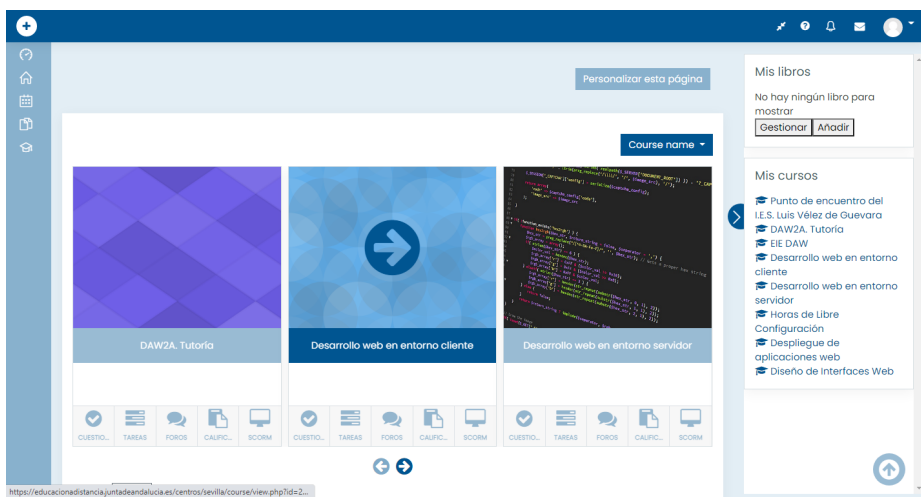 Personalizar esta página
Course name
DAW2A. Tutoría
Desarrollo web en entorno cliente
Desarrollo web en entorno servidor
CUESTIO...
TAREAS
FOROS
CALIFIC...
SCORM
CUESTIO...
TAREAS
FOROS
CALIFIC...
SCORM
CUESTIO...
TAREAS
FOROS
CALIFIC...
SCORM
Mis libros
No hay ningún libro para
mostrar
Gestionar Añadir
Mis cursos
Punto de encuentro del
I.E.S. Luis Vélez de Guevara
DAW2A. Tutoría
EIE DAW
Desarrollo web en entorno
cliente
Desarrollo web en entorno
servidor
Horas de Libre
Configuración
Despliegue de
aplicaciones web
Diseño de Interfaces Web
https://educacionadistancia.juntadeandalucia.es/centros/sevilla/course/view.php?id=2...